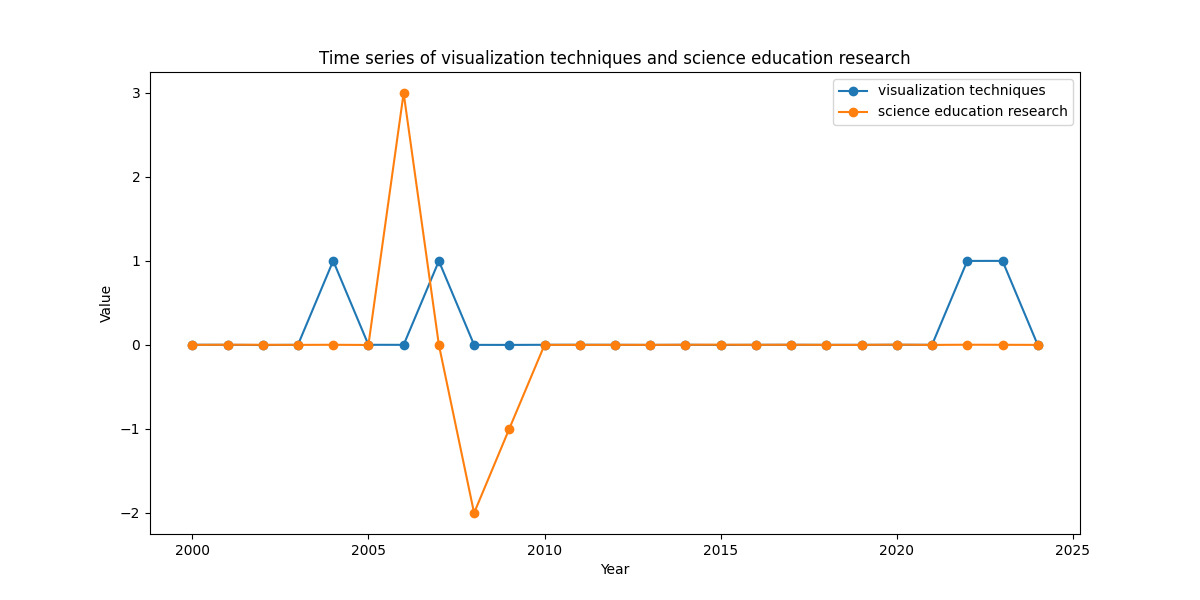 Time series of visualization techniques and science education research
visualization techniques
science education research
3
2
1
0
−1
−2
Value
2000
2005
2010
2015
2020
2025
Year